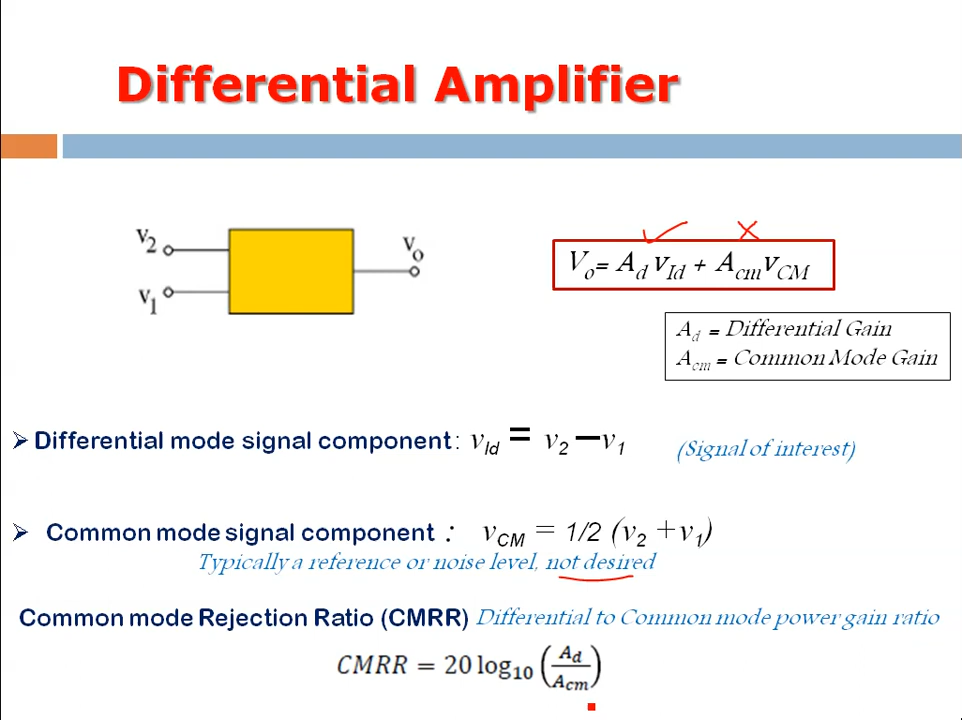 Differential Amplifier
v2
v1
vo
Vo= Ad vId + Acm vCM
Ad = Differential Gain
Acm = Common Mode Gain
➢ Differential mode signal component : vId = v2 – v1 (Signal of interest)
➢ Common mode signal component : vCM = 1/2 (v2 + v1)
Typically a reference or noise level, not desired
Common mode Rejection Ratio (CMRR) Differential to Common mode power gain ratio
CMRR = 20 log10 (Ad/Acm)